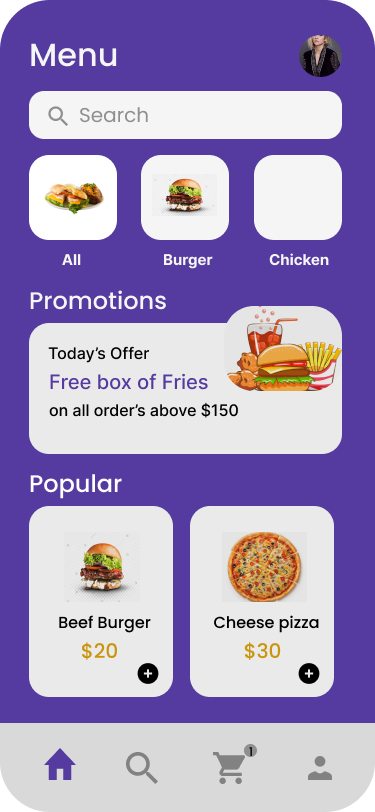 Menu
Search
All
Burger
Chicken
Promotions
Today's Offer
Free box of Fries
on all order's above $150
Popular
Beef Burger
Cheese pizza
$20
$30
1